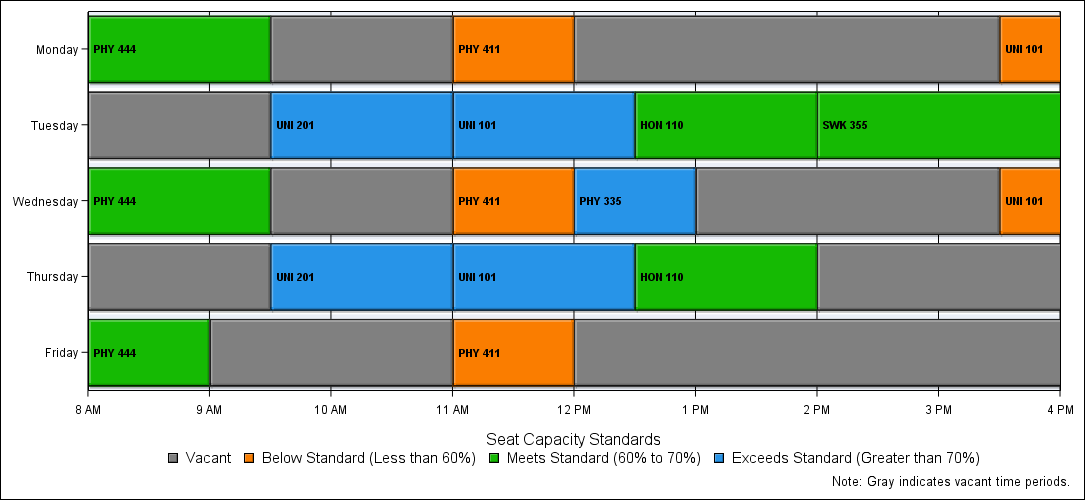 Monday PHY 444 PHY 411 UNI 101
Tuesday UNI 201 UNI 101 HON 110 SWK 355
Wednesday PHY 444 PHY 411 PHY 335 UNI 101
Thursday UNI 201 UNI 101 HON 110
Friday PHY 444 PHY 411
8 AM 9 AM 10 AM 11 AM 12 PM 1 PM 2 PM 3 PM 4 PM
Seat Capacity Standards
Vacant Below Standard (Less than 60%) Meets Standard (60% to 70%) Exceeds Standard (Greater than 70%)
Note: Gray indicates vacant time periods.